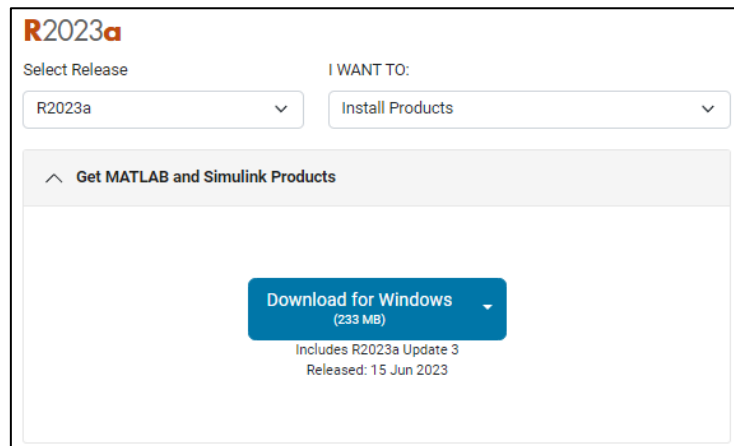 R2023a
Select Release
I WANT TO:
R2023a
Install Products
Get MATLAB and Simulink Products
Download for Windows
(233 MB)
Includes R2023a Update 3
Released: 15 Jun 2023